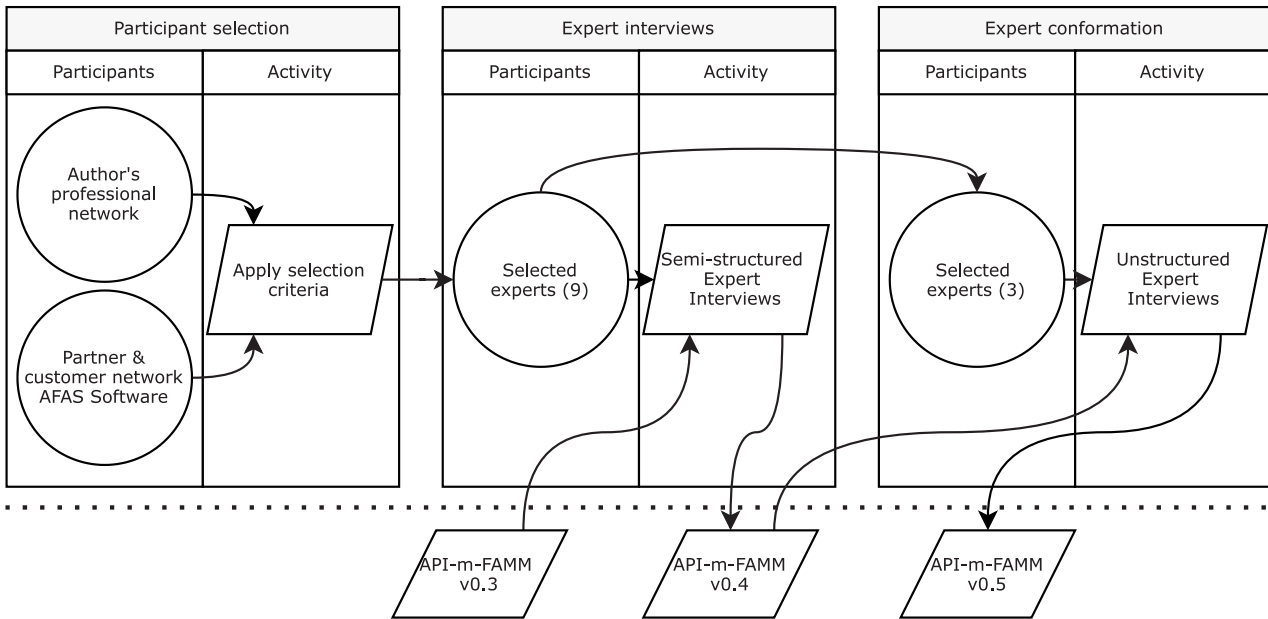 Participant selection
Participants
Activity
Author's
professional
network
Apply selection
criteria
Partner &
customer network
AFAS Software
Expert interviews
Participants
Activity
Selected
experts (9)
Semi-structured
Expert
Interviews
Expert conformation
Participants
Activity
Selected
experts (3)
Unstructured
Expert
Interviews
API-m-FAMM
v0.3
API-m-FAMM
v0.4
API-m-FAMM
v0.5